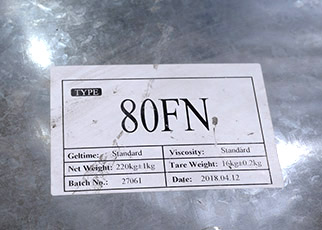 TYPE
80FN
Geltime: Standard Viscosity: Standard
Net Weight: 220kg±1kg Tare Weight: 16kg±0.2kg
Batch No.: 27061 Date: 2018.04.12